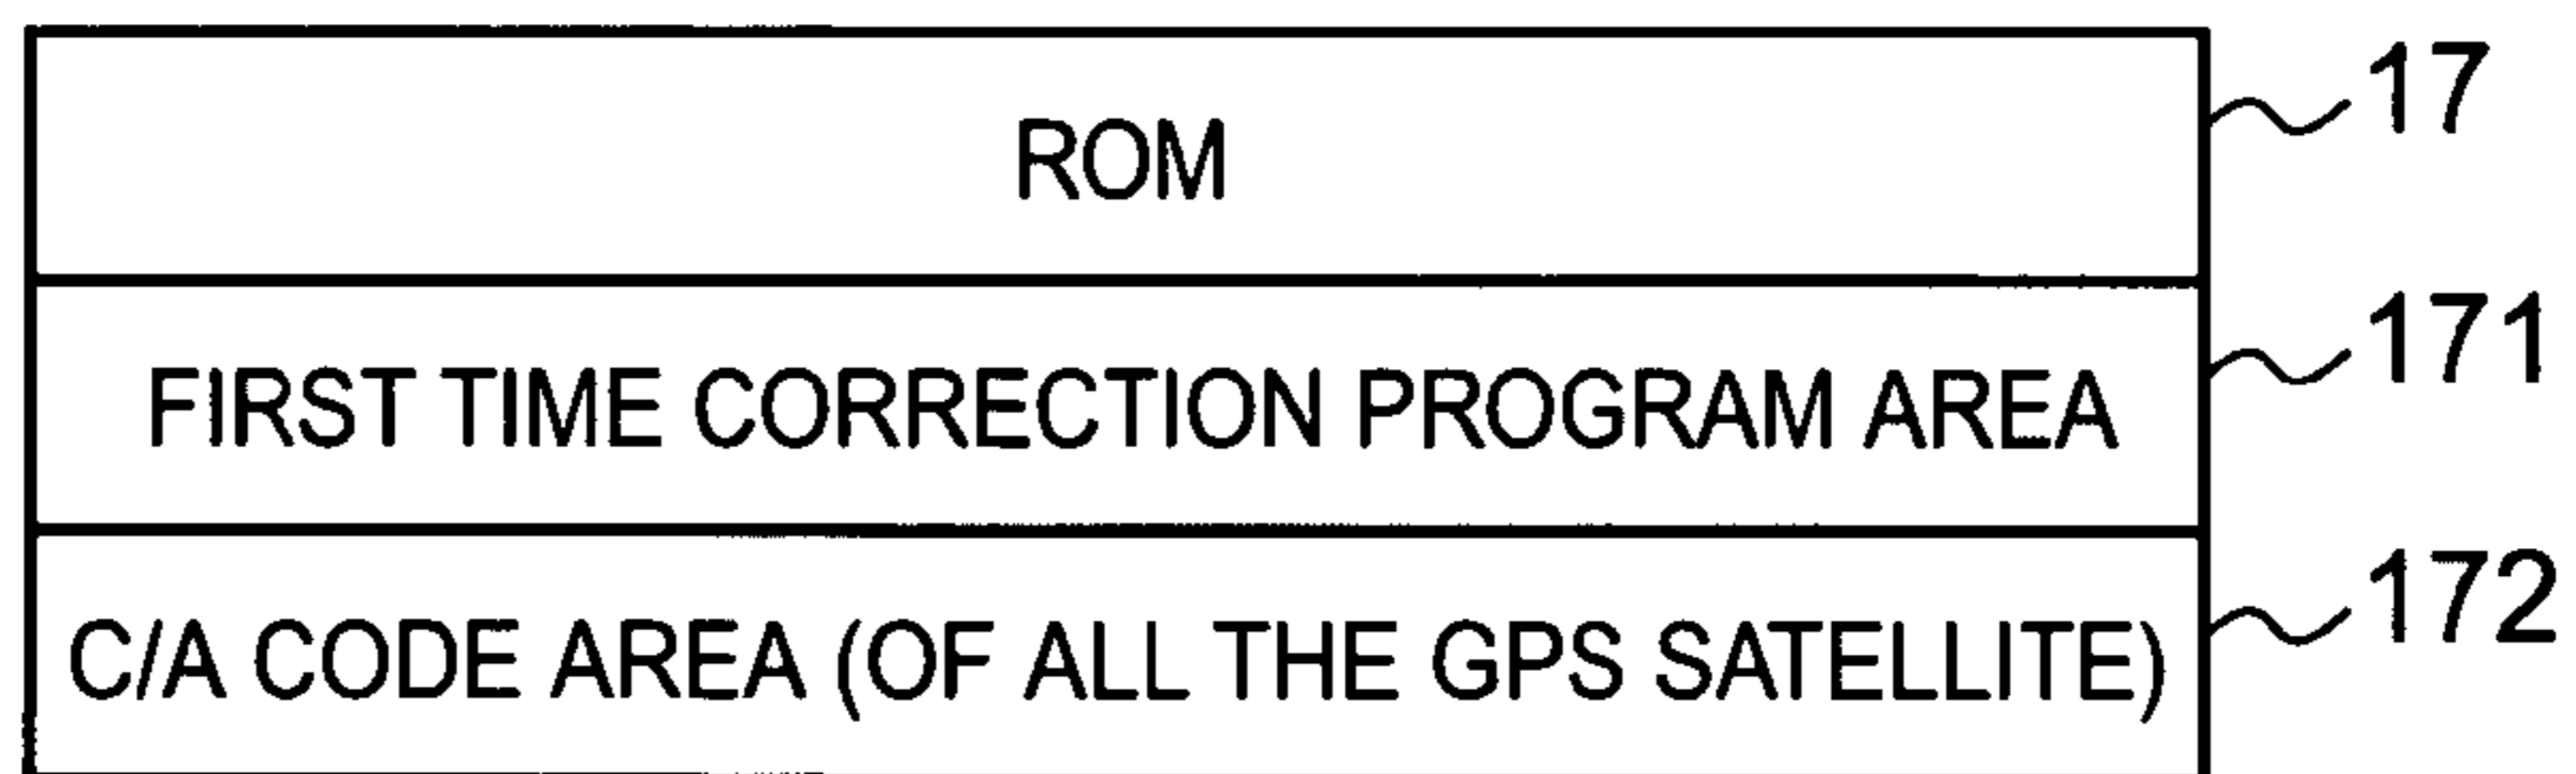 ROM 17
FIRST TIME CORRECTION PROGRAM AREA 171
C/A CODE AREA (OF ALL THE GPS SATELLITE) 172